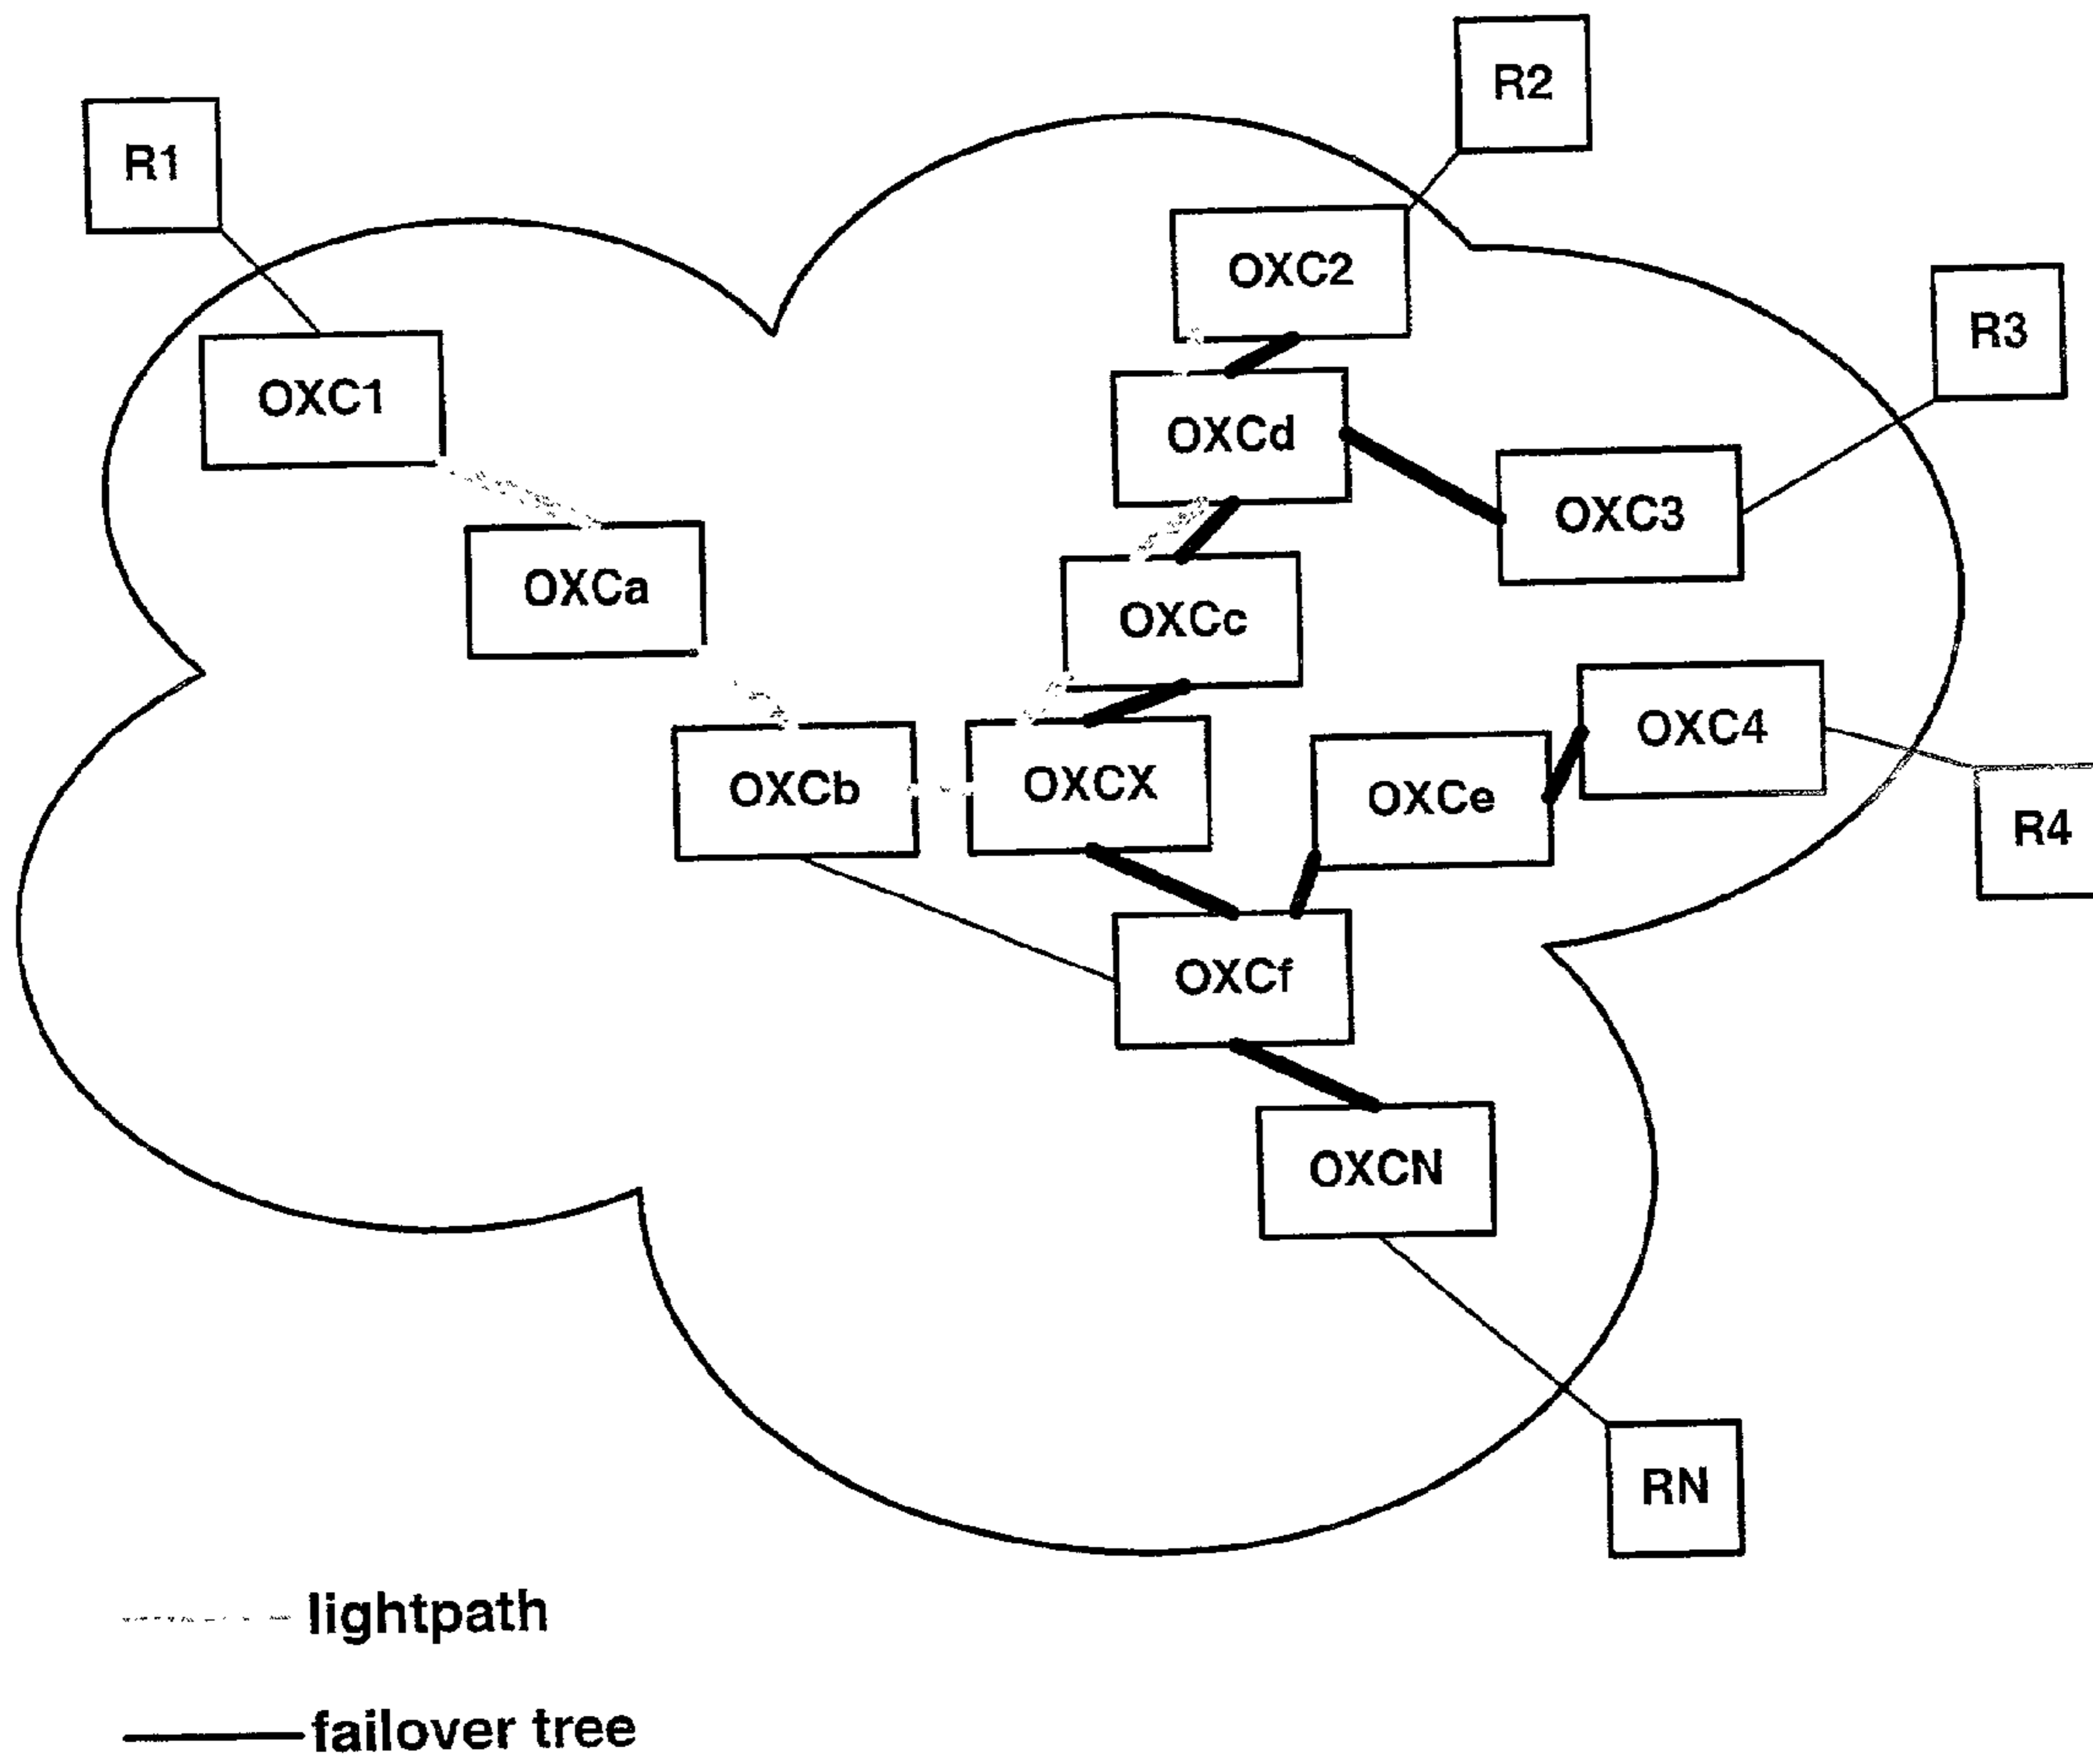 R2
R1
OXC2
R3
OXC1
OXCd
OXC3
OXCa
OXCc
OXC4
OXCb
OXCX
OXCe
R4
OXCf
OXCN
RN
lightpath
failover tree